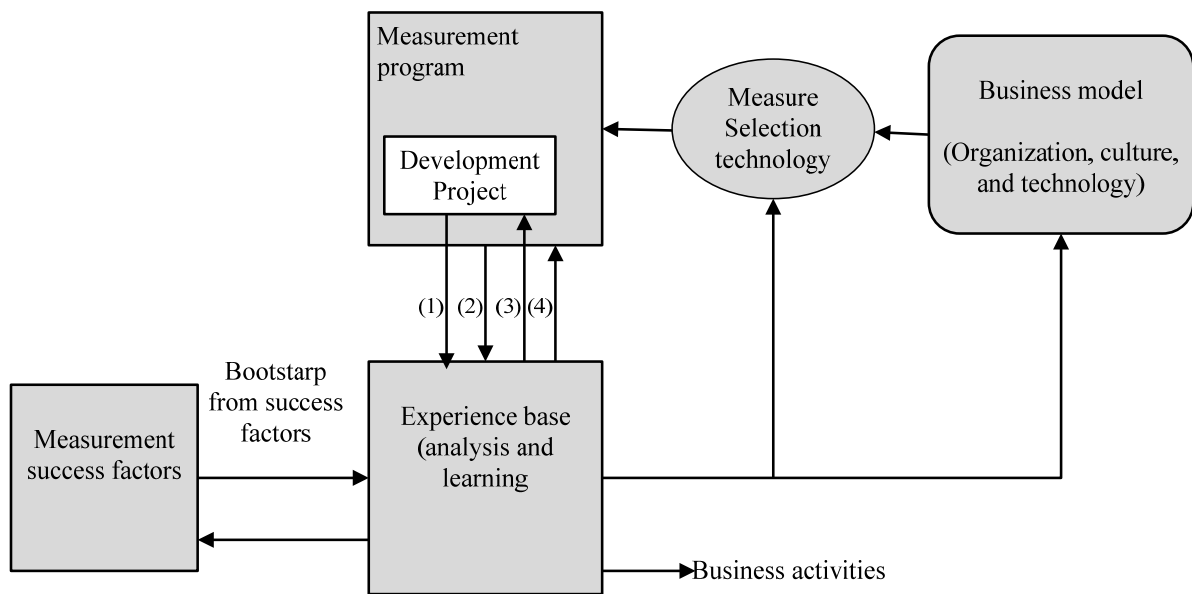 Measurement
program
Development
Project
Measure
Selection
technology
Business model
(Organization, culture,
and technology)
(1)
(2)
(3)
(4)
Bootstarp
from success
factors
Measurement
success factors
Experience base
(analysis and
learning
Business activities